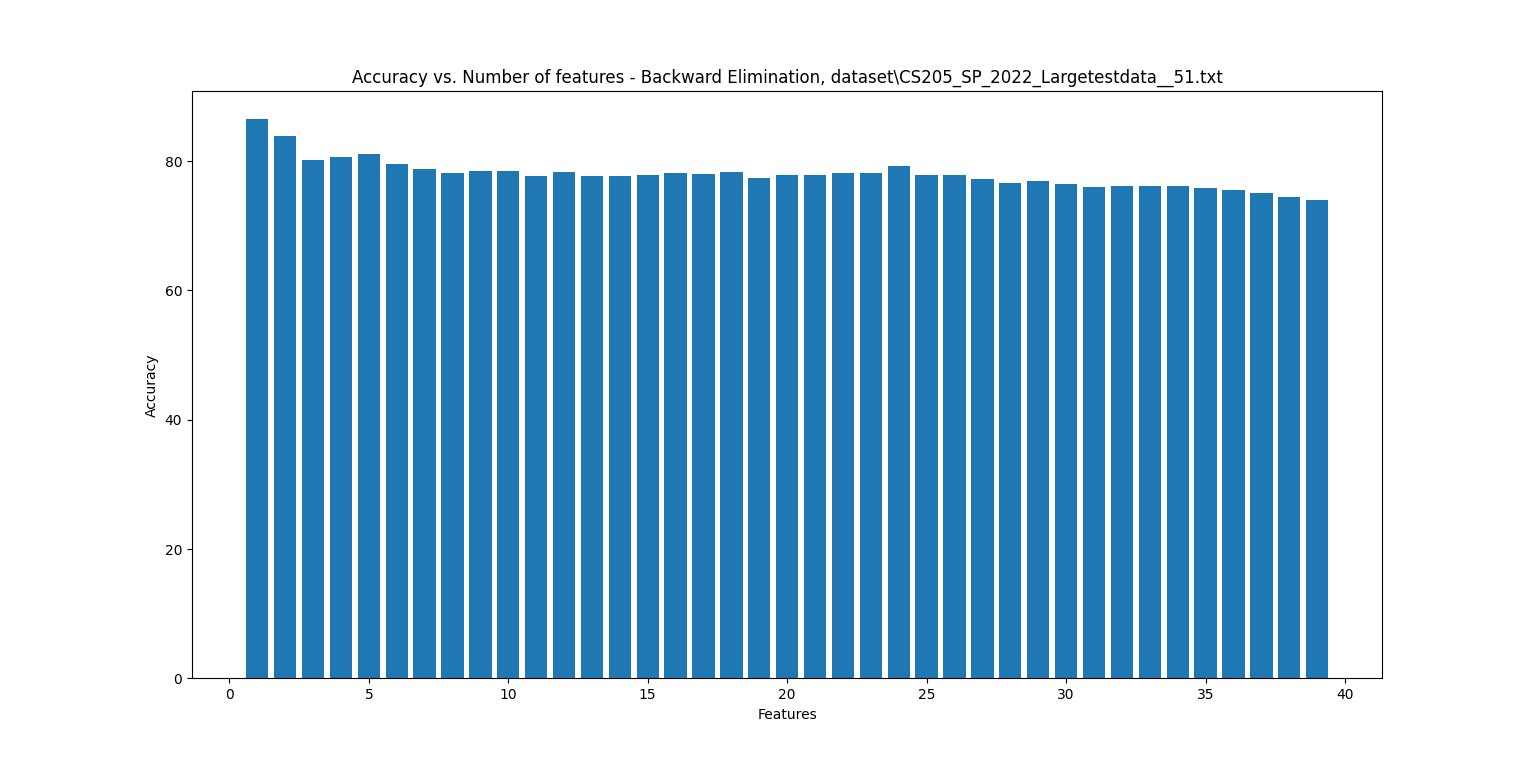 Accuracy vs. Number of features - Backward Elimination, dataset\CS205_SP_2022_Largetestdata__51.txt
80
60
40
20
0
Accuracy
0 5 10 15 20 25 30 35 40
Features